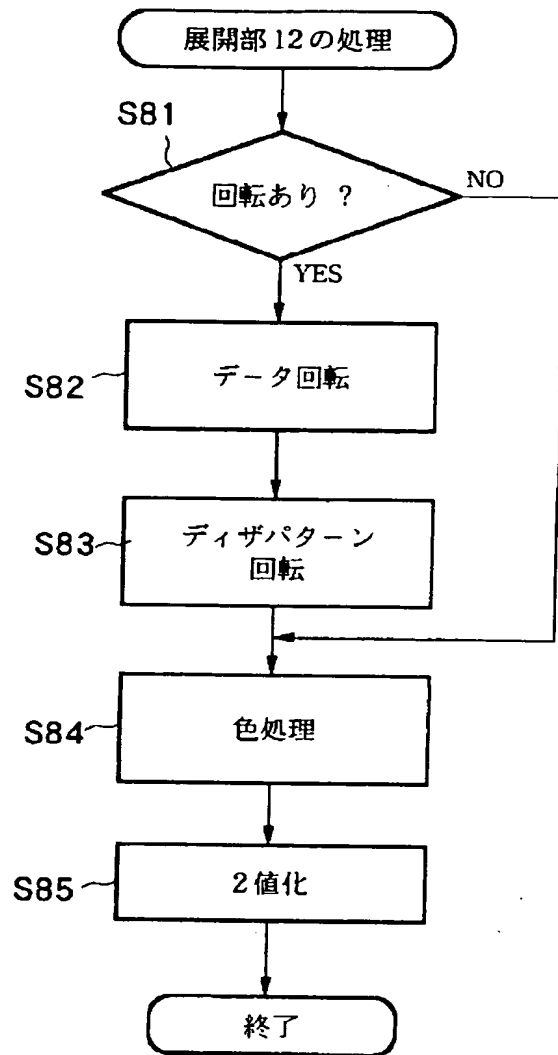 展開部12の処理
S81
回転あり ?
NO
YES
S82
データ回転
S83
ディザパターン
回転
S84
色処理
S85
2値化
終了